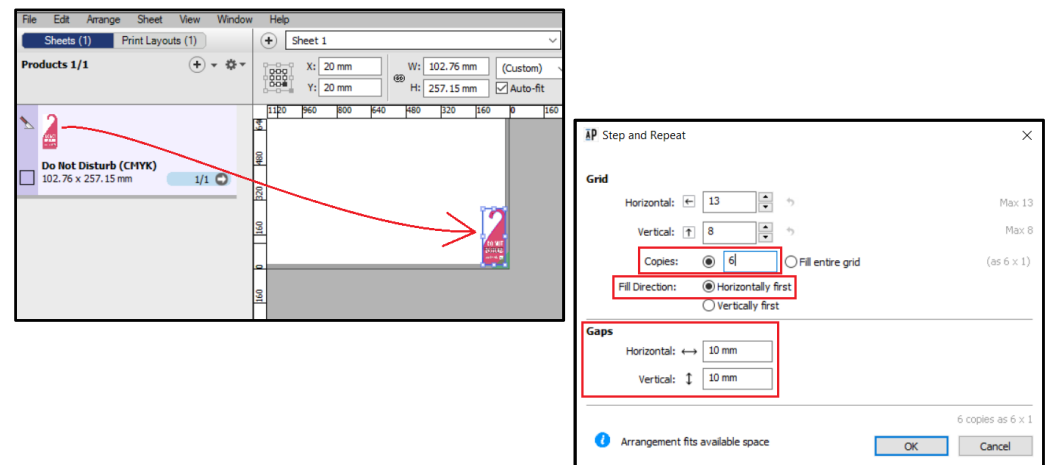 File Edit Arrange Sheet View Window Help
Sheets (1) Print Layouts (1)
Sheet 1
Products 1/1
X: 20 mm W: 102.76 mm (Custom)
Y: 20 mm H: 257.15 mm Auto-fit
1120 960 800 640 480 320 160 0 160
640
480
320
160
0
160
Do Not Disturb (CMYK)
102.76 x 257.15 mm 1/1
DO NOT
DISTURB
AP Step and Repeat
Grid
Horizontal: 13 Max 13
Vertical: 8 Max 8
Copies: 6 Fill entire grid (as 6 x 1)
Fill Direction: Horizontally first
Vertically first
Gaps
Horizontal: 10 mm
Vertical: 10 mm
6 copies as 6 x 1
Arrangement fits available space
OK Cancel